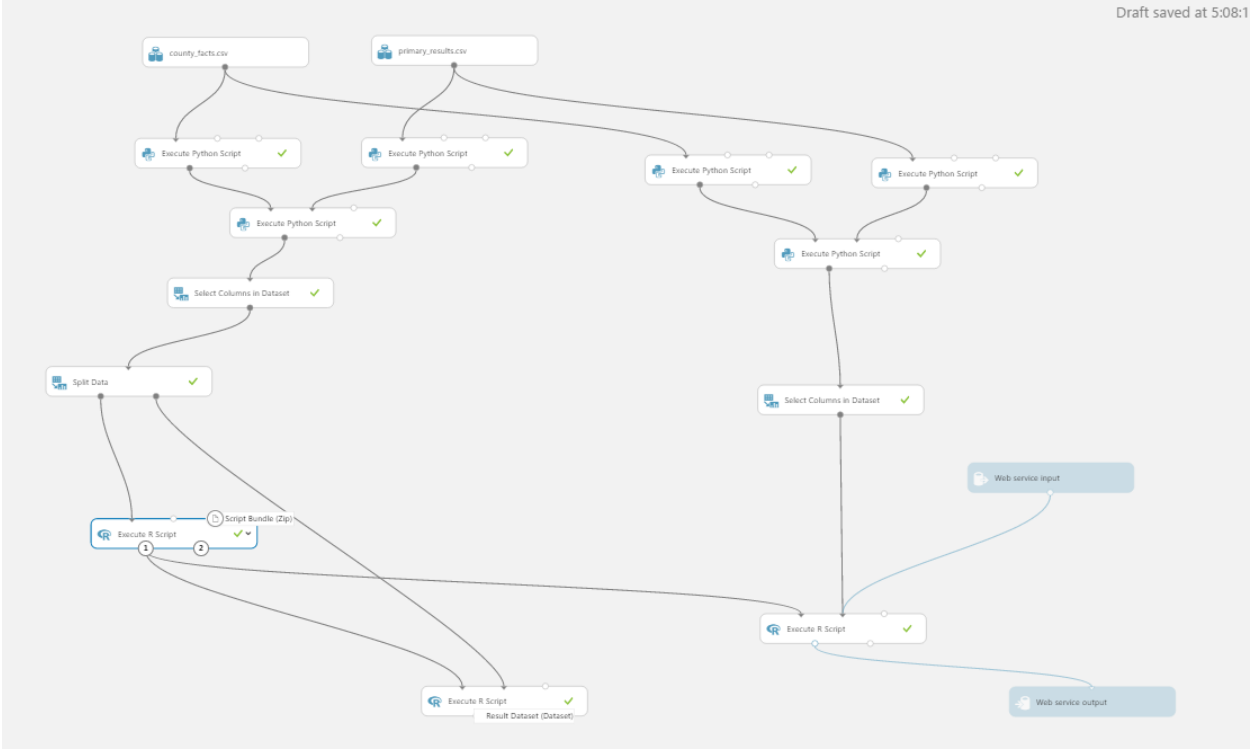 Draft saved at 5:08:1
county_facts.csv
primary_results.csv
Execute Python Script
Execute Python Script
Execute Python Script
Execute Python Script
Execute Python Script
Execute Python Script
Select Columns in Dataset
Split Data
Select Columns in Dataset
Web service input
Script Bundle (Zip)
Execute R Script
1
2
Execute R Script
Execute R Script
Result Dataset (Dataset)
Web service output